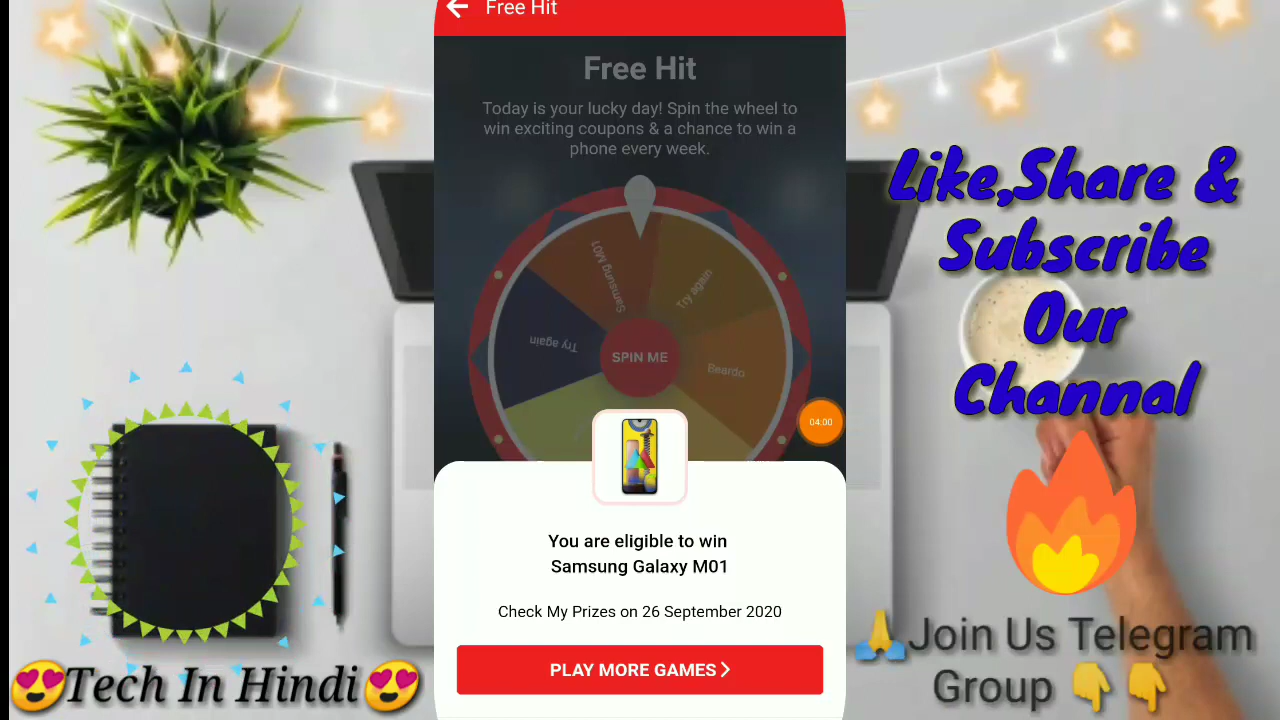 Free Hit
Free Hit
Today is your lucky day! Spin the wheel to
win exciting coupons & a chance to win a
phone every week.
Samsung M01
Try again
Try again
SPIN ME
Beardo
04:00
You are eligible to win
Samsung Galaxy M01
Check My Prizes on 26 September 2020
PLAY MORE GAMES
Like,Share &
Subscribe
Our
Channal
Join Us Telegram
Group
Tech In Hindi